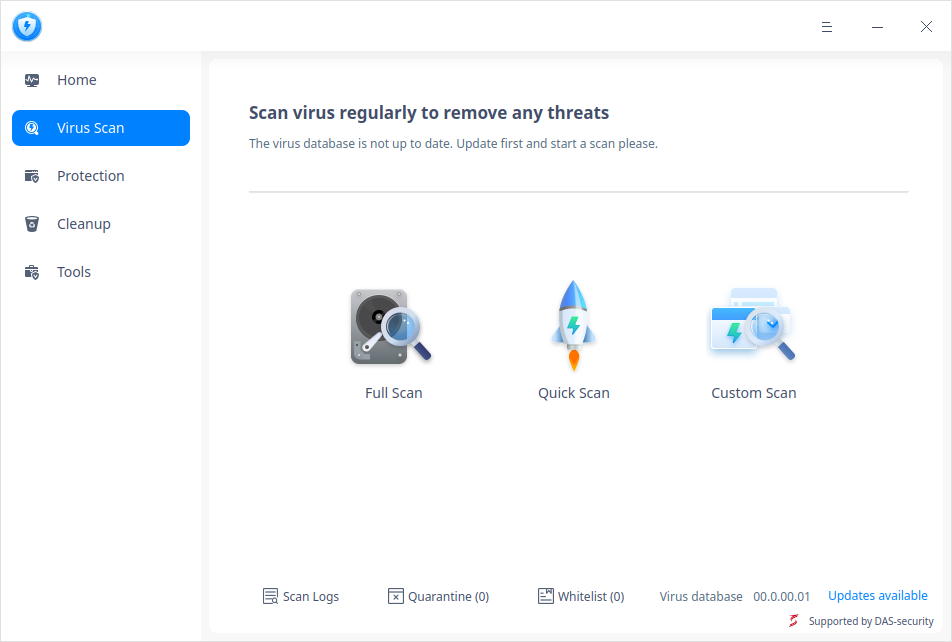 Home
Virus Scan
Protection
Cleanup
Tools
Scan virus regularly to remove any threats
The virus database is not up to date. Update first and start a scan please.
Full Scan
Quick Scan
Custom Scan
Scan Logs
Quarantine (0)
Whitelist (0)
Virus database 00.0.00.01 Updates available
Supported by DAS-security